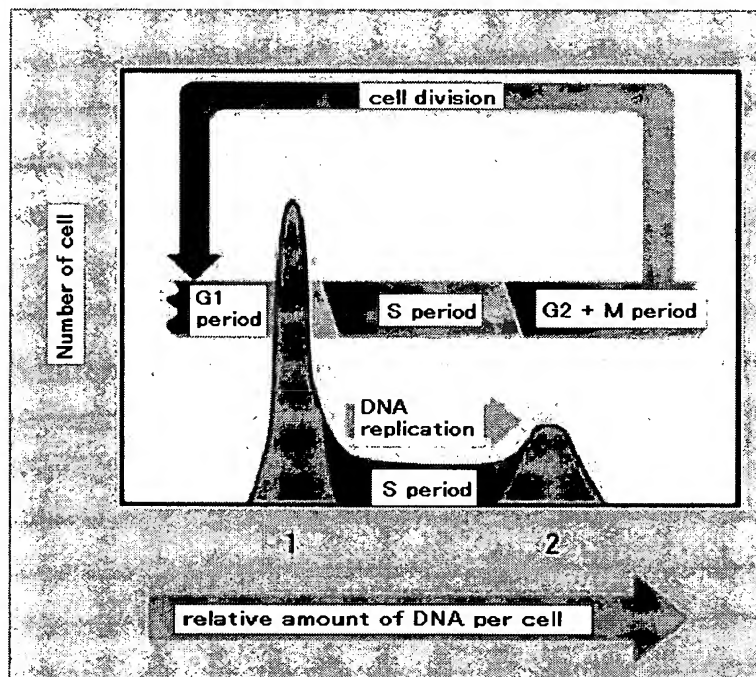 cell division
Number of cell
G1
period
S period
G2 + M period
DNA
replication
S period
1
2
relative amount of DNA per cell